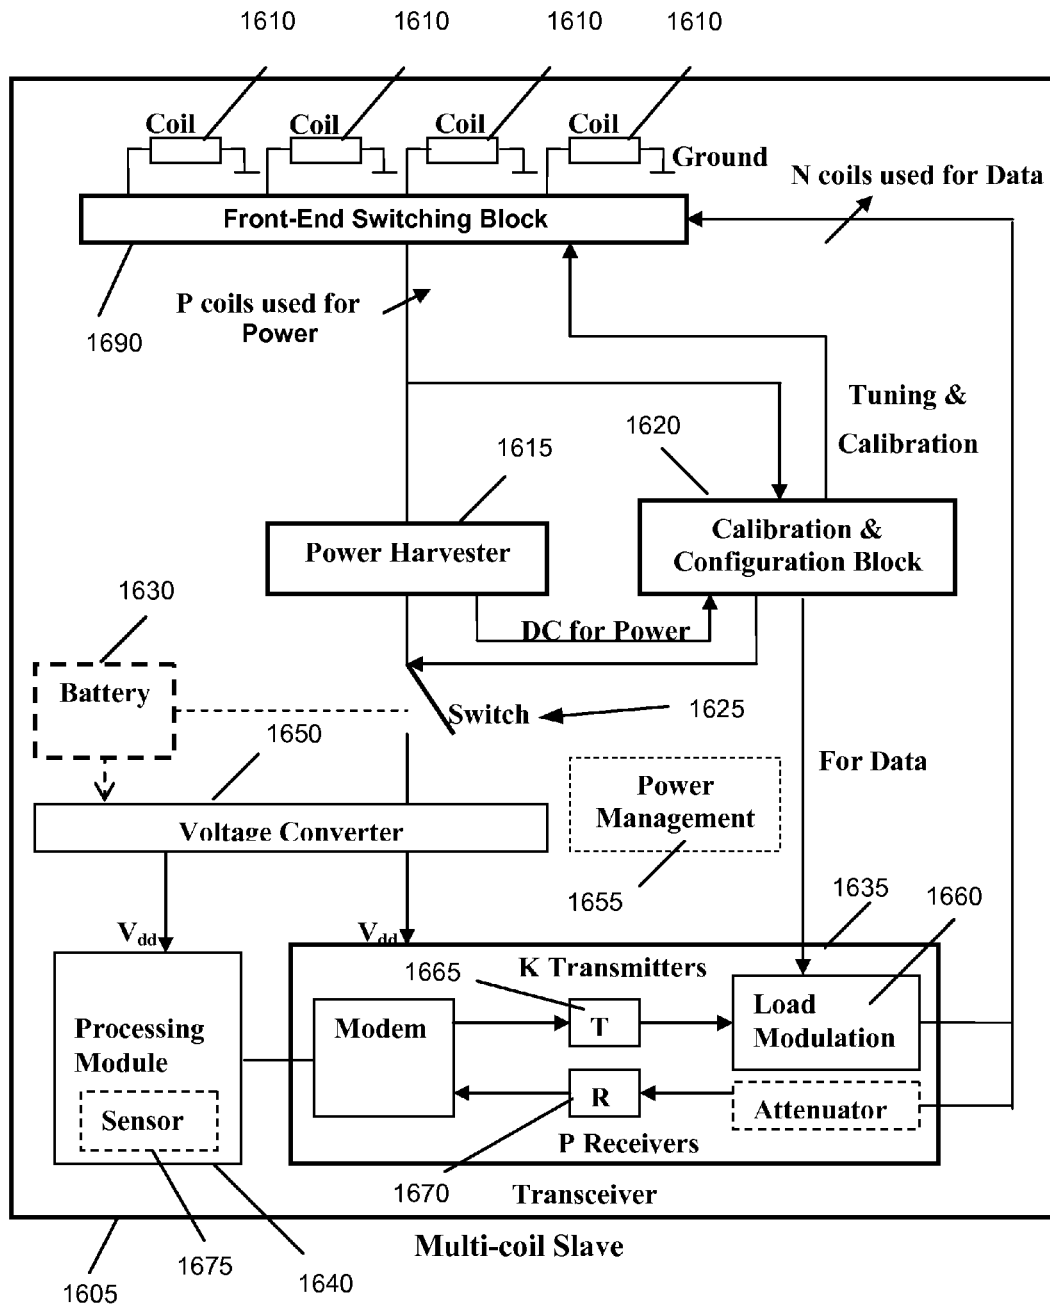 1610 1610 1610 1610
Coil Coil Coil Coil
Ground
N coils used for Data
Front-End Switching Block
P coils used for
Power
1690
Tuning &
Calibration
1620
1615
Calibration &
Configuration Block
Power Harvester
DC for Power
1630
Battery
Switch
1625
1650
For Data
Power
Management
Voltage Converter
1655
1635
1660
Vdd
Vdd
K Transmitters
1665
Load
Modulation
T
Modem
Processing
Module
R
Attenuator
Sensor
P Receivers
1670
Transceiver
Multi-coil Slave
1675
1640
1605